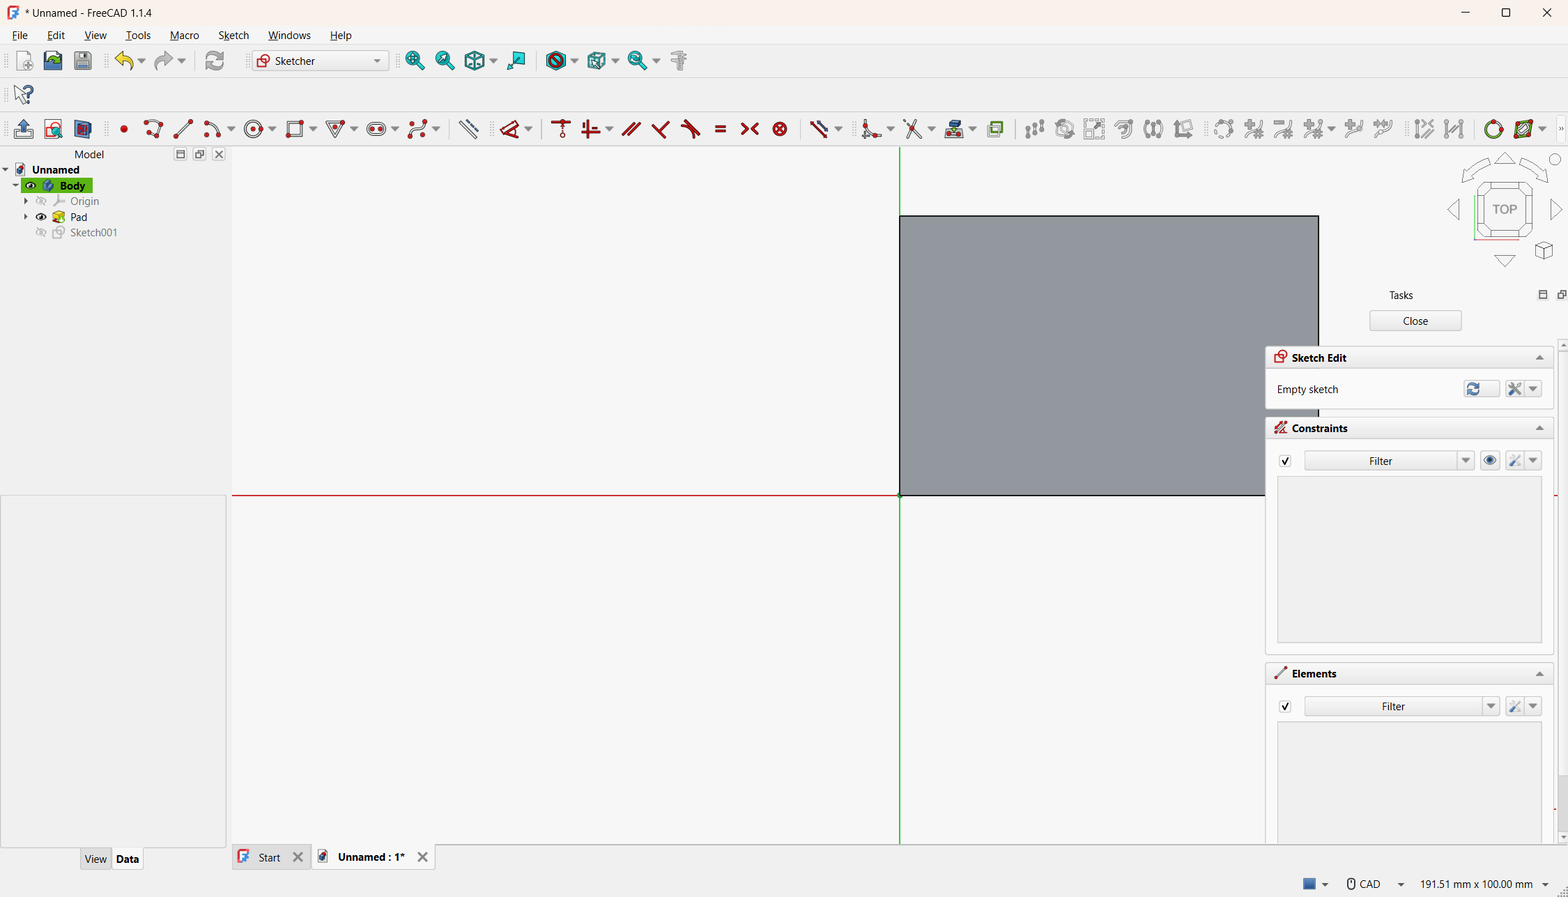 * Unnamed - FreeCAD 1.1.4
File Edit View Tools Macro Sketch Windows Help
Sketcher
Model
Unnamed
Body
Origin
Pad
Sketch001
TOP
Tasks
Close
Sketch Edit
Empty sketch
Constraints
Filter
Elements
Filter
View Data
Start
Unnamed : 1*
CAD
191.51 mm x 100.00 mm